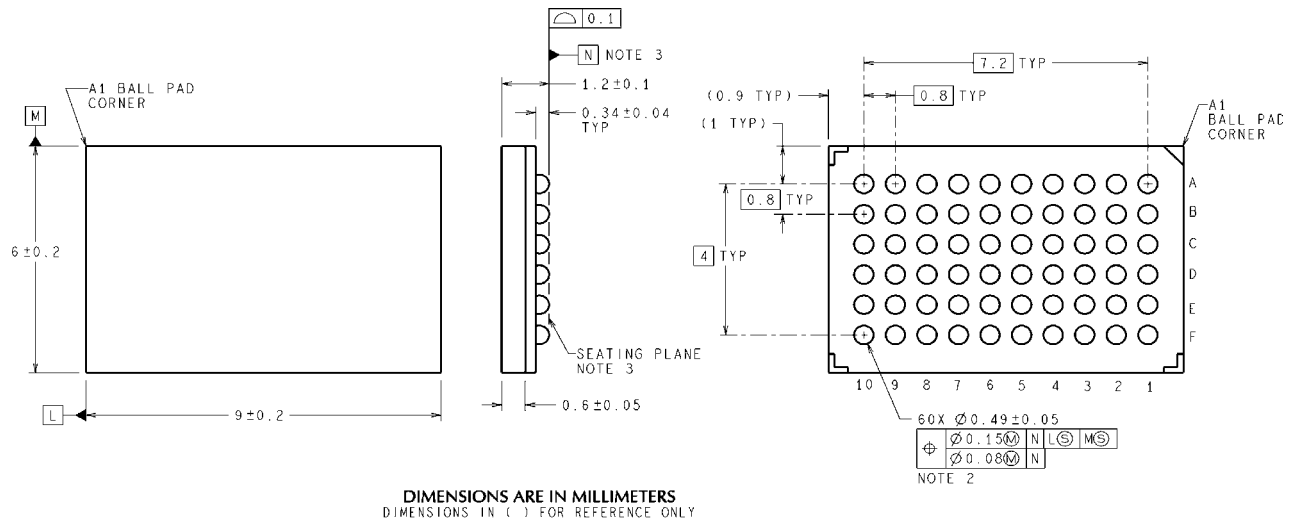 ⌓ 0.1
N NOTE 3
1.2±0.1
0.34±0.04
TYP
A1 BALL PAD
CORNER
M
6±0.2
L
9±0.2
SEATING PLANE
NOTE 3
0.6±0.05
7.2 TYP
(0.9 TYP)
0.8 TYP
(1 TYP)
A1
BALL PAD
CORNER
0.8 TYP
4 TYP
A
B
C
D
E
F
10 9 8 7 6 5 4 3 2 1
60X Ø0.49±0.05
⌖ Ø0.15Ⓜ N LⓈ MⓈ
Ø0.08Ⓜ N
NOTE 2
DIMENSIONS ARE IN MILLIMETERS
DIMENSIONS IN ( ) FOR REFERENCE ONLY